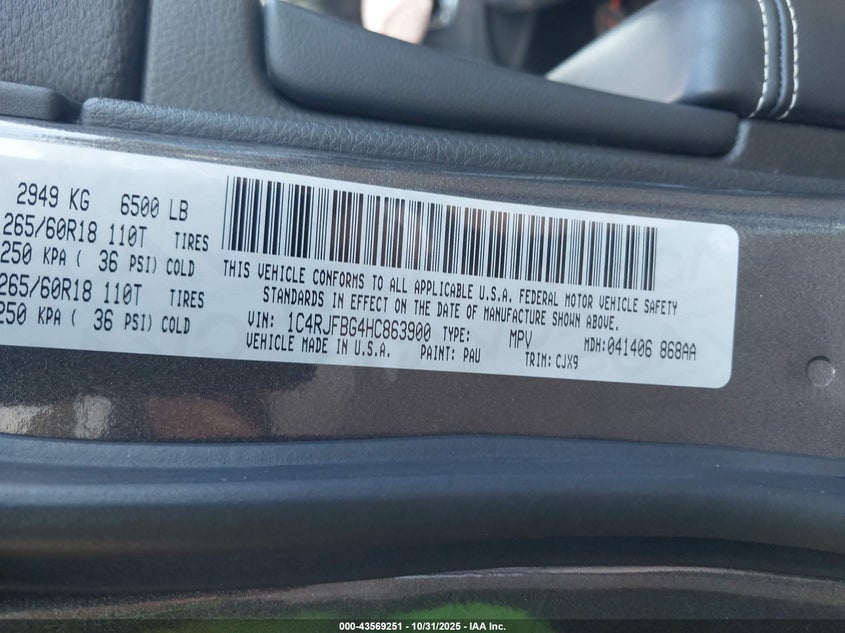 2949 KG 6500 LB
265/60R18 110T TIRES
250 KPA ( 36 PSI) COLD
265/60R18 110T TIRES
250 KPA ( 36 PSI) COLD
THIS VEHICLE CONFORMS TO ALL APPLICABLE U.S.A. FEDERAL MOTOR VEHICLE SAFETY
STANDARDS IN EFFECT ON THE DATE OF MANUFACTURE SHOWN ABOVE.
VIN: 1C4RJFBG4HC863900 TYPE: MPV MDH:041406 868AA
VEHICLE MADE IN U.S.A. PAINT: PAU TRIM: CJX9
000-43569251 | 10/31/2025 - IAA Inc.